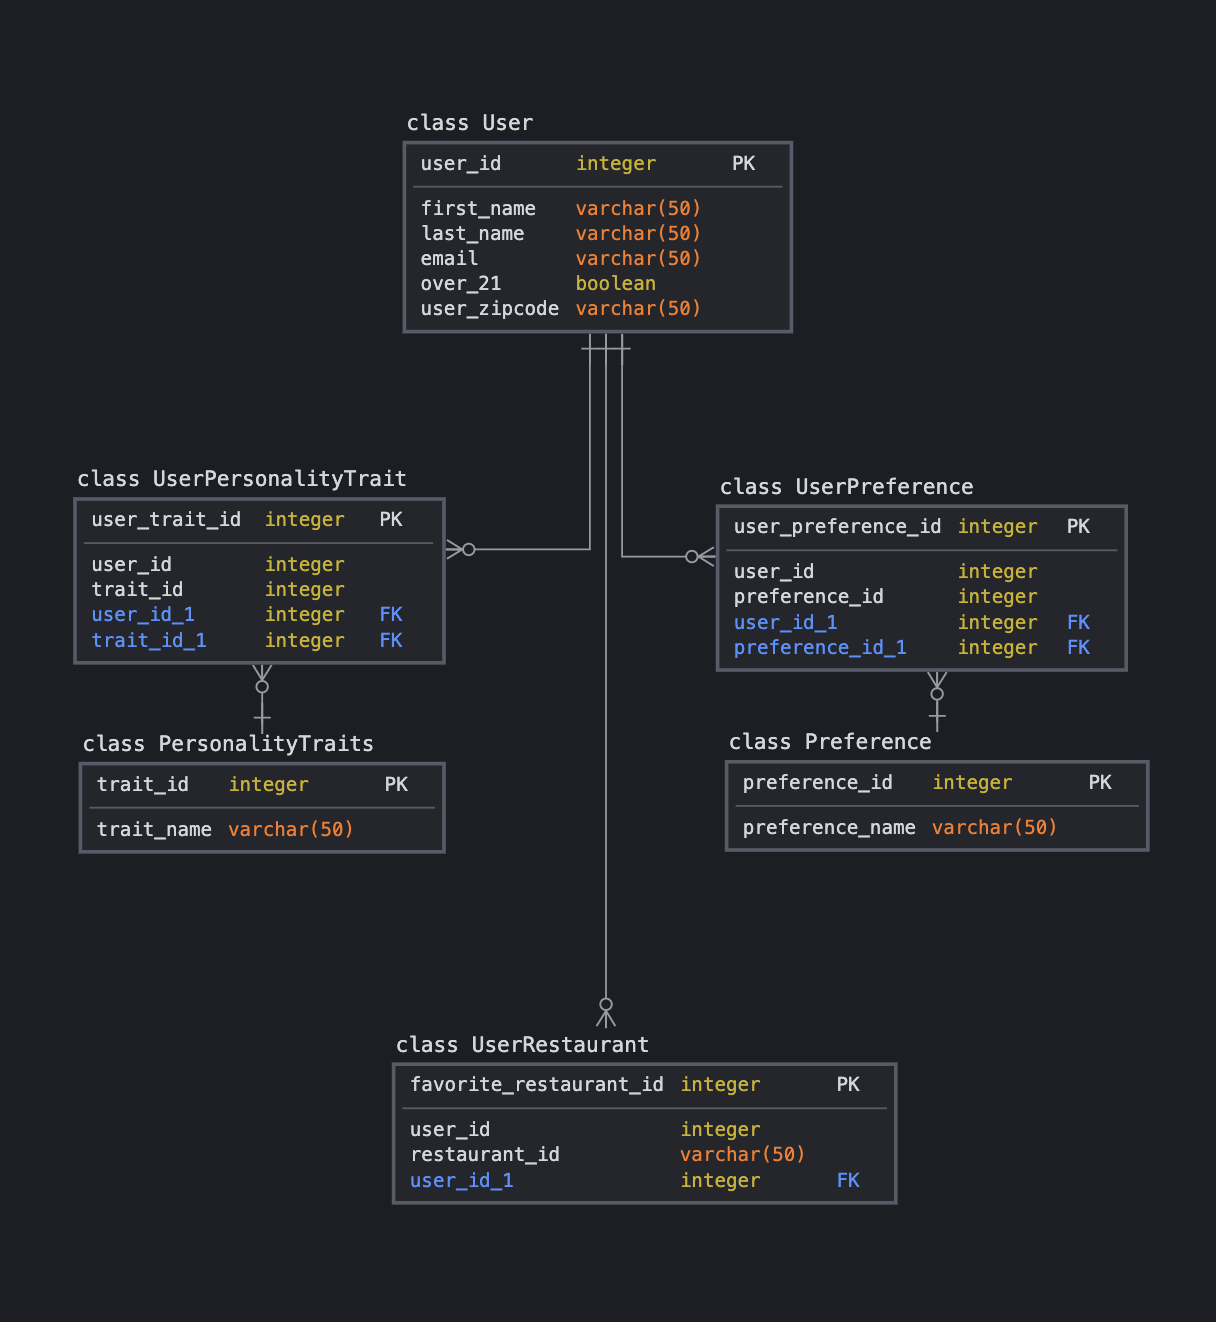 class User
user_id integer PK
first_name varchar(50)
last_name varchar(50)
email varchar(50)
over_21 boolean
user_zipcode varchar(50)
class UserPersonalityTrait
user_trait_id integer PK
user_id integer
trait_id integer
user_id_1 integer FK
trait_id_1 integer FK
class UserPreference
user_preference_id integer PK
user_id integer
preference_id integer
user_id_1 integer FK
preference_id_1 integer FK
class PersonalityTraits
trait_id integer PK
trait_name varchar(50)
class Preference
preference_id integer PK
preference_name varchar(50)
class UserRestaurant
favorite_restaurant_id integer PK
user_id integer
restaurant_id varchar(50)
user_id_1 integer FK